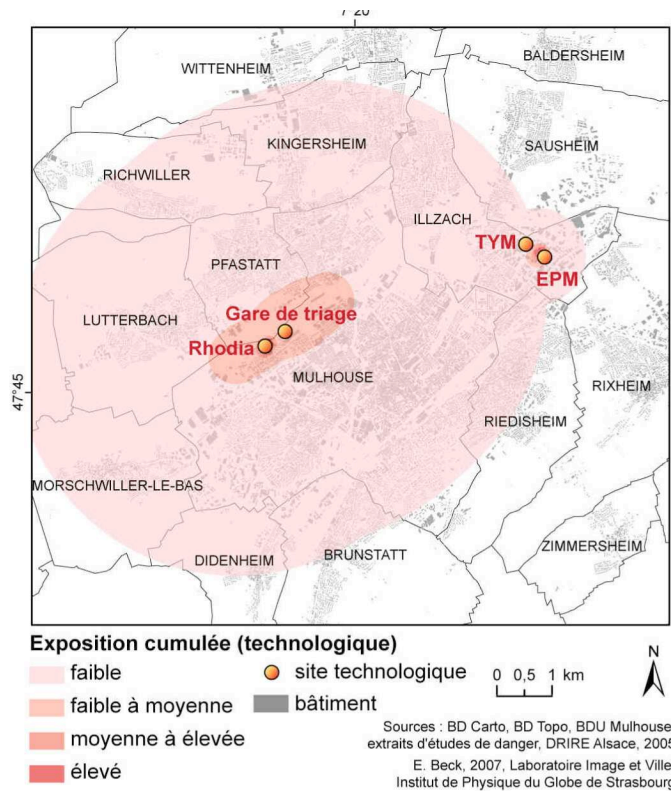 7°20
WITTENHEIM
BALDERSHEIM
KINGERSHEIM
SAUSHEIM
RICHWILLER
ILLZACH
TYM
PFASTATT
EPM
Gare de triage
LUTTERBACH
Rhodia
MULHOUSE
47°45
RIXHEIM
RIEDISHEIM
MORSCHWILLER-LE-BAS
ZIMMERSHEIM
BRUNSTATT
DIDENHEIM
Exposition cumulée (technologique)
faible
site technologique
0 0,5 1 km
N
faible à moyenne
bâtiment
moyenne à élevée
élevé
Sources : BD Carto, BD Topo, BDU Mulhouse
extraits d'études de danger, DRIRE Alsace, 2005
E. Beck, 2007, Laboratoire Image et Ville
Institut de Physique du Globe de Strasbourg